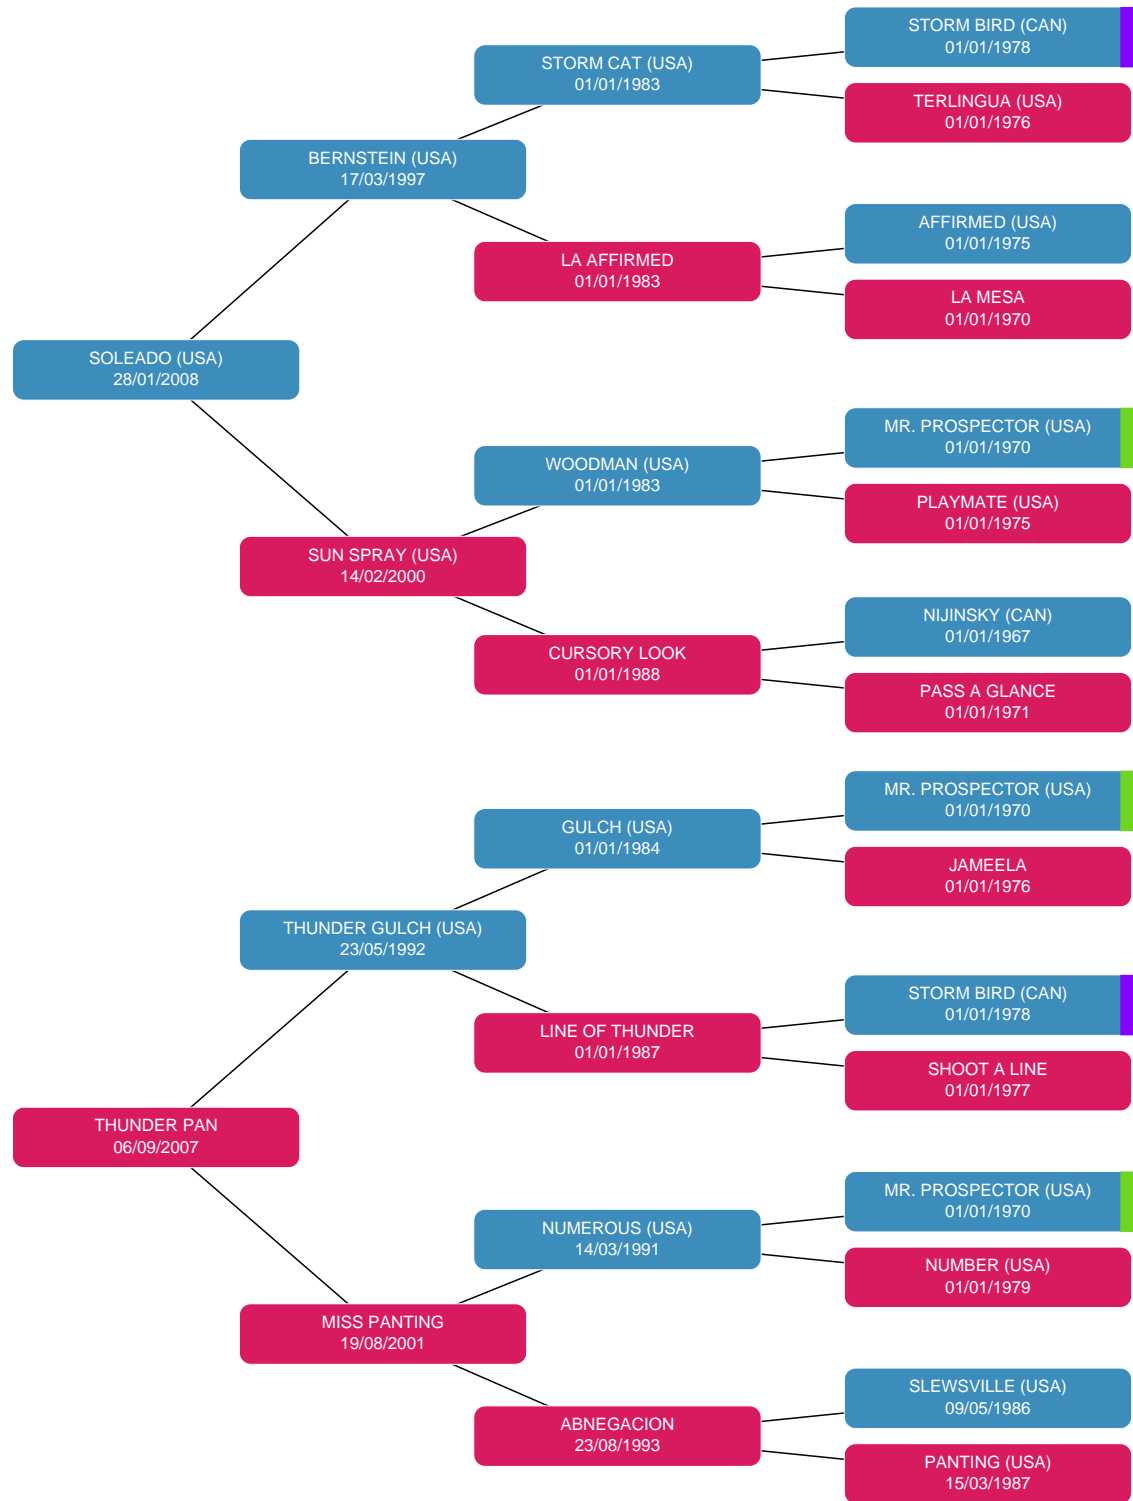 STORM BIRD (CAN)
01/01/1978
STORM CAT (USA)
01/01/1983
TERLINGUA (USA)
01/01/1976
BERNSTEIN (USA)
17/03/1997
AFFIRMED (USA)
01/01/1975
LA AFFIRMED
01/01/1983
LA MESA
01/01/1970
SOLEADO (USA)
28/01/2008
MR. PROSPECTOR (USA)
01/01/1970
WOODMAN (USA)
01/01/1983
PLAYMATE (USA)
01/01/1975
SUN SPRAY (USA)
14/02/2000
NIJINSKY (CAN)
01/01/1967
CURSORY LOOK
01/01/1988
PASS A GLANCE
01/01/1971
MR. PROSPECTOR (USA)
01/01/1970
GULCH (USA)
01/01/1984
JAMEELA
01/01/1976
THUNDER GULCH (USA)
23/05/1992
STORM BIRD (CAN)
01/01/1978
LINE OF THUNDER
01/01/1987
SHOOT A LINE
01/01/1977
THUNDER PAN
06/09/2007
MR. PROSPECTOR (USA)
01/01/1970
NUMEROUS (USA)
14/03/1991
NUMBER (USA)
01/01/1979
MISS PANTING
19/08/2001
SLEWSVILLE (USA)
09/05/1986
ABNEGACION
23/08/1993
PANTING (USA)
15/03/1987